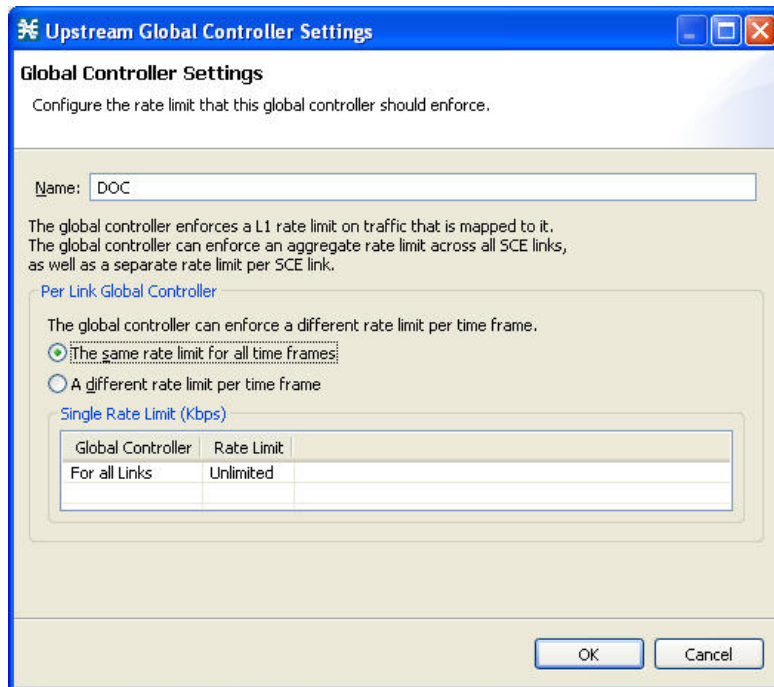 Upstream Global Controller Settings
Global Controller Settings
Configure the rate limit that this global controller should enforce.
Name: DOC
The global controller enforces a L1 rate limit on traffic that is mapped to it.
The global controller can enforce an aggregate rate limit across all SCE links,
as well as a separate rate limit per SCE link.
Per Link Global Controller
The global controller can enforce a different rate limit per time frame.
The same rate limit for all time frames
A different rate limit per time frame
Single Rate Limit (Kbps)
Global Controller Rate Limit
For all Links Unlimited
OK Cancel